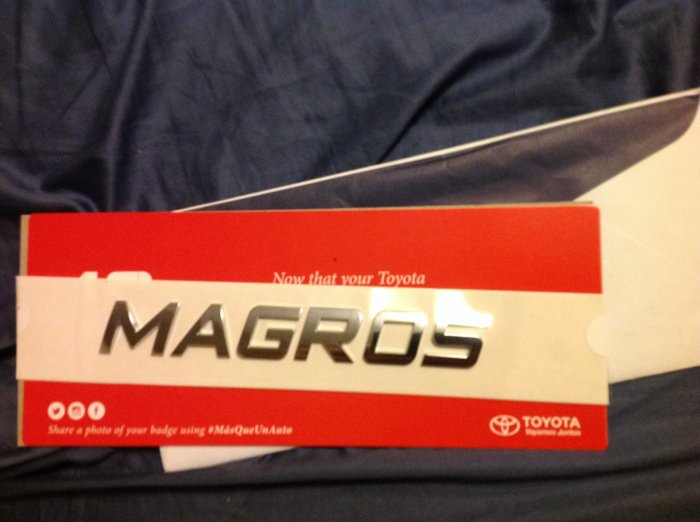 Now that your Toyota
MAGROS
Share a photo of your badge using #MásQueUnAuto
TOYOTA
Vayamos Juntos